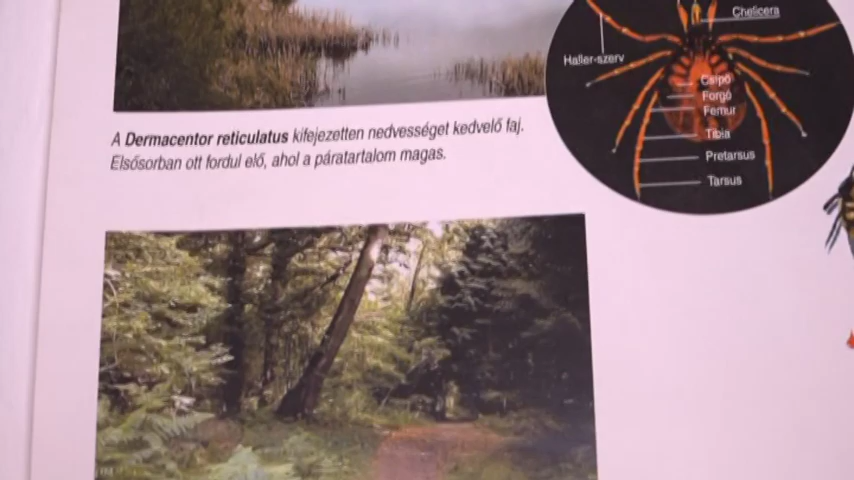 Chelicera
Haller-szerv
Csípő
Forgó
Femur
Tibia
Pretarsus
Tarsus
A Dermacentor reticulatus kifejezetten nedvességet kedvelő faj.
Elsősorban ott fordul elő, ahol a páratartalom magas.